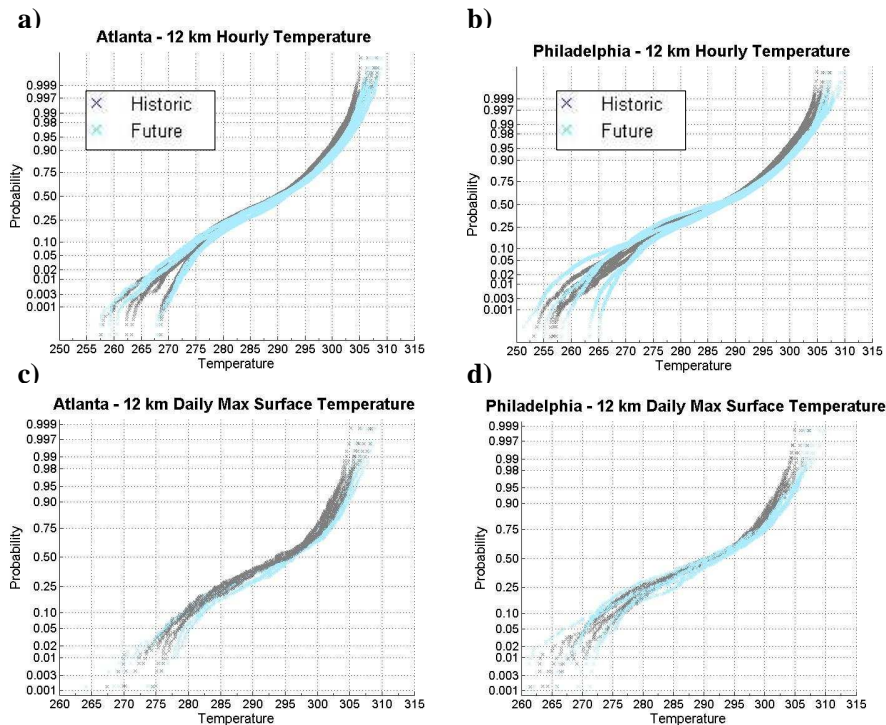 a)
Atlanta - 12 km Hourly Temperature
Probability
0.999
0.997
0.99
0.98
0.95
0.90
0.75
0.50
0.25
0.10
0.05
0.02
0.01
0.003
0.001
Historic
Future
250 255 260 265 270 275 280 285 290 295 300 305 310 315
Temperature
b)
Philadelphia - 12 km Hourly Temperature
Probability
0.999
0.997
0.99
0.98
0.95
0.90
0.75
0.50
0.25
0.10
0.05
0.02
0.01
0.003
0.001
Historic
Future
250 255 260 265 270 275 280 285 290 295 300 305 310 315
Temperature
c)
Atlanta - 12 km Daily Max Surface Temperature
Probability
0.999
0.997
0.99
0.98
0.95
0.90
0.75
0.50
0.25
0.10
0.05
0.02
0.01
0.003
0.001
260 265 270 275 280 285 290 295 300 305 310 315
Temperature
d)
Philadelphia - 12 km Daily Max Surface Temperature
Probability
0.999
0.997
0.99
0.98
0.95
0.90
0.75
0.50
0.25
0.10
0.05
0.02
0.01
0.003
0.001
260 265 270 275 280 285 290 295 300 305 310 315
Temperature